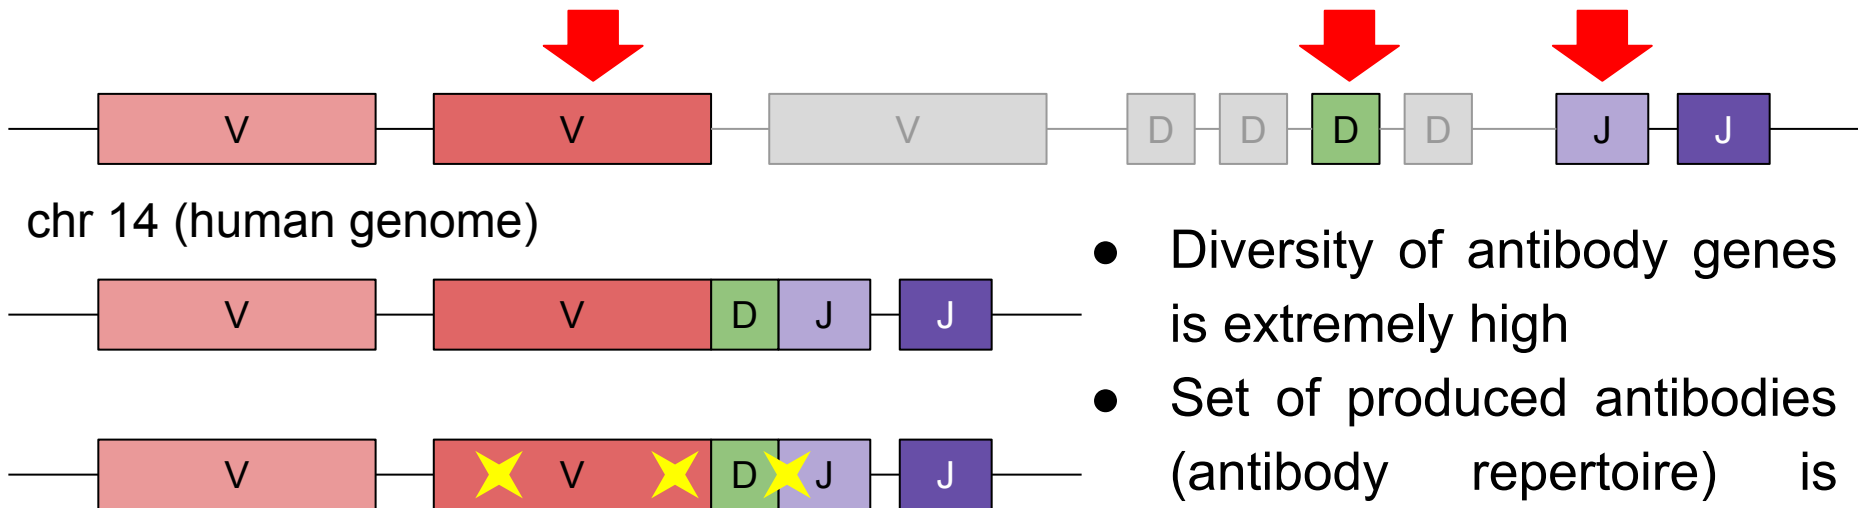 V V V D D D D J J
chr 14 (human genome)
V V D J J
V V D J J
● Diversity of antibody genes
is extremely high
● Set of produced antibodies
(antibody repertoire) is